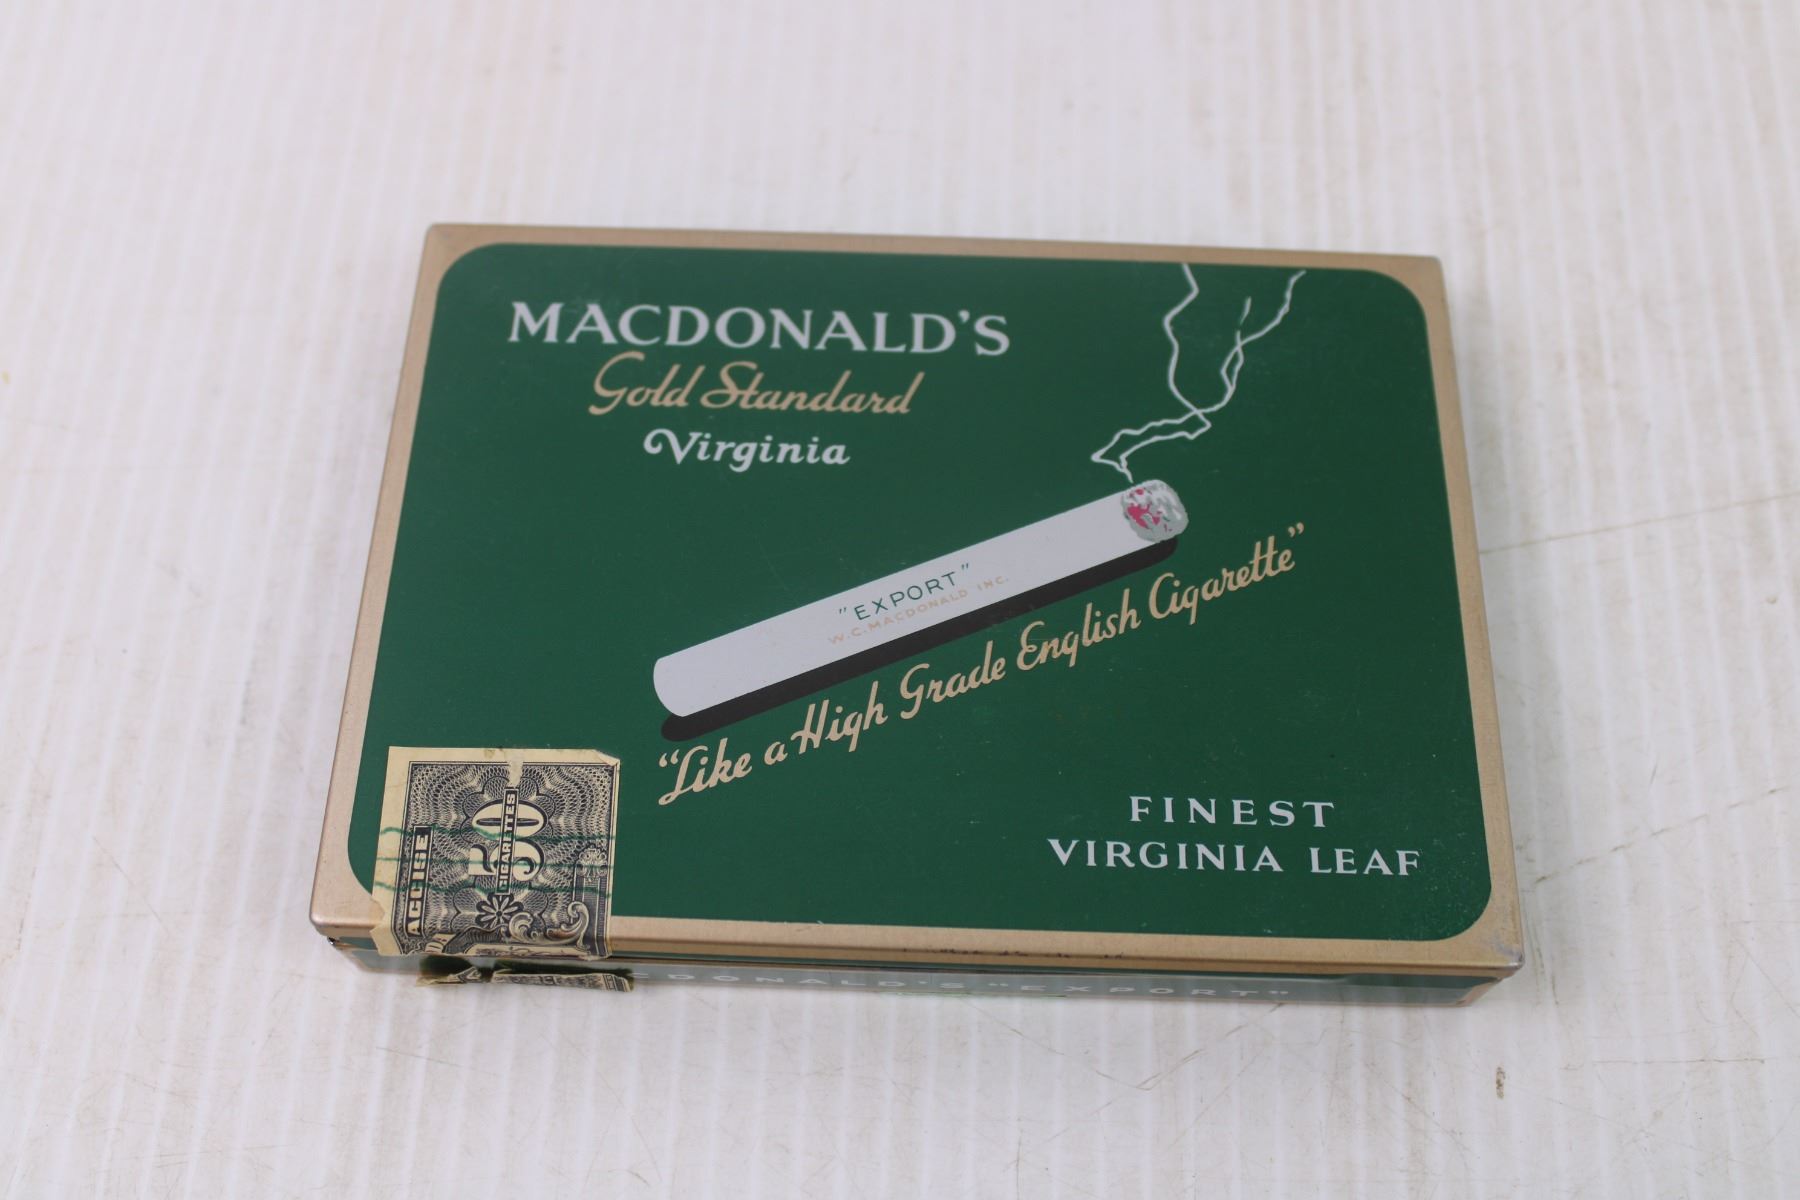 MACDONALD'S
Gold Standard
Virginia
"EXPORT"
W.C. MACDONALD INC.
"Like a High Grade English Cigarette"
FINEST
VIRGINIA LEAF
ACCISE
50
CIGARETTES
DONALD'S "EXPORT"